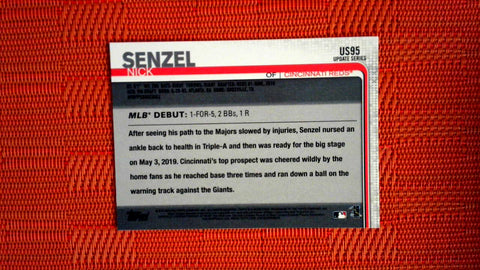 SENZEL
NICK
US95
UPDATE SERIES
OF | CINCINNATI REDS®
MLB® DEBUT: 1-FOR-5, 2 BBs, 1 R
After seeing his path to the Majors slowed by injuries, Senzel nursed an
ankle back to health in Triple-A and then was ready for the big stage
on May 3, 2019. Cincinnati's top prospect was cheered wildly by the
home fans as he reached base three times and ran down a ball on the
warning track against the Giants.
Topps